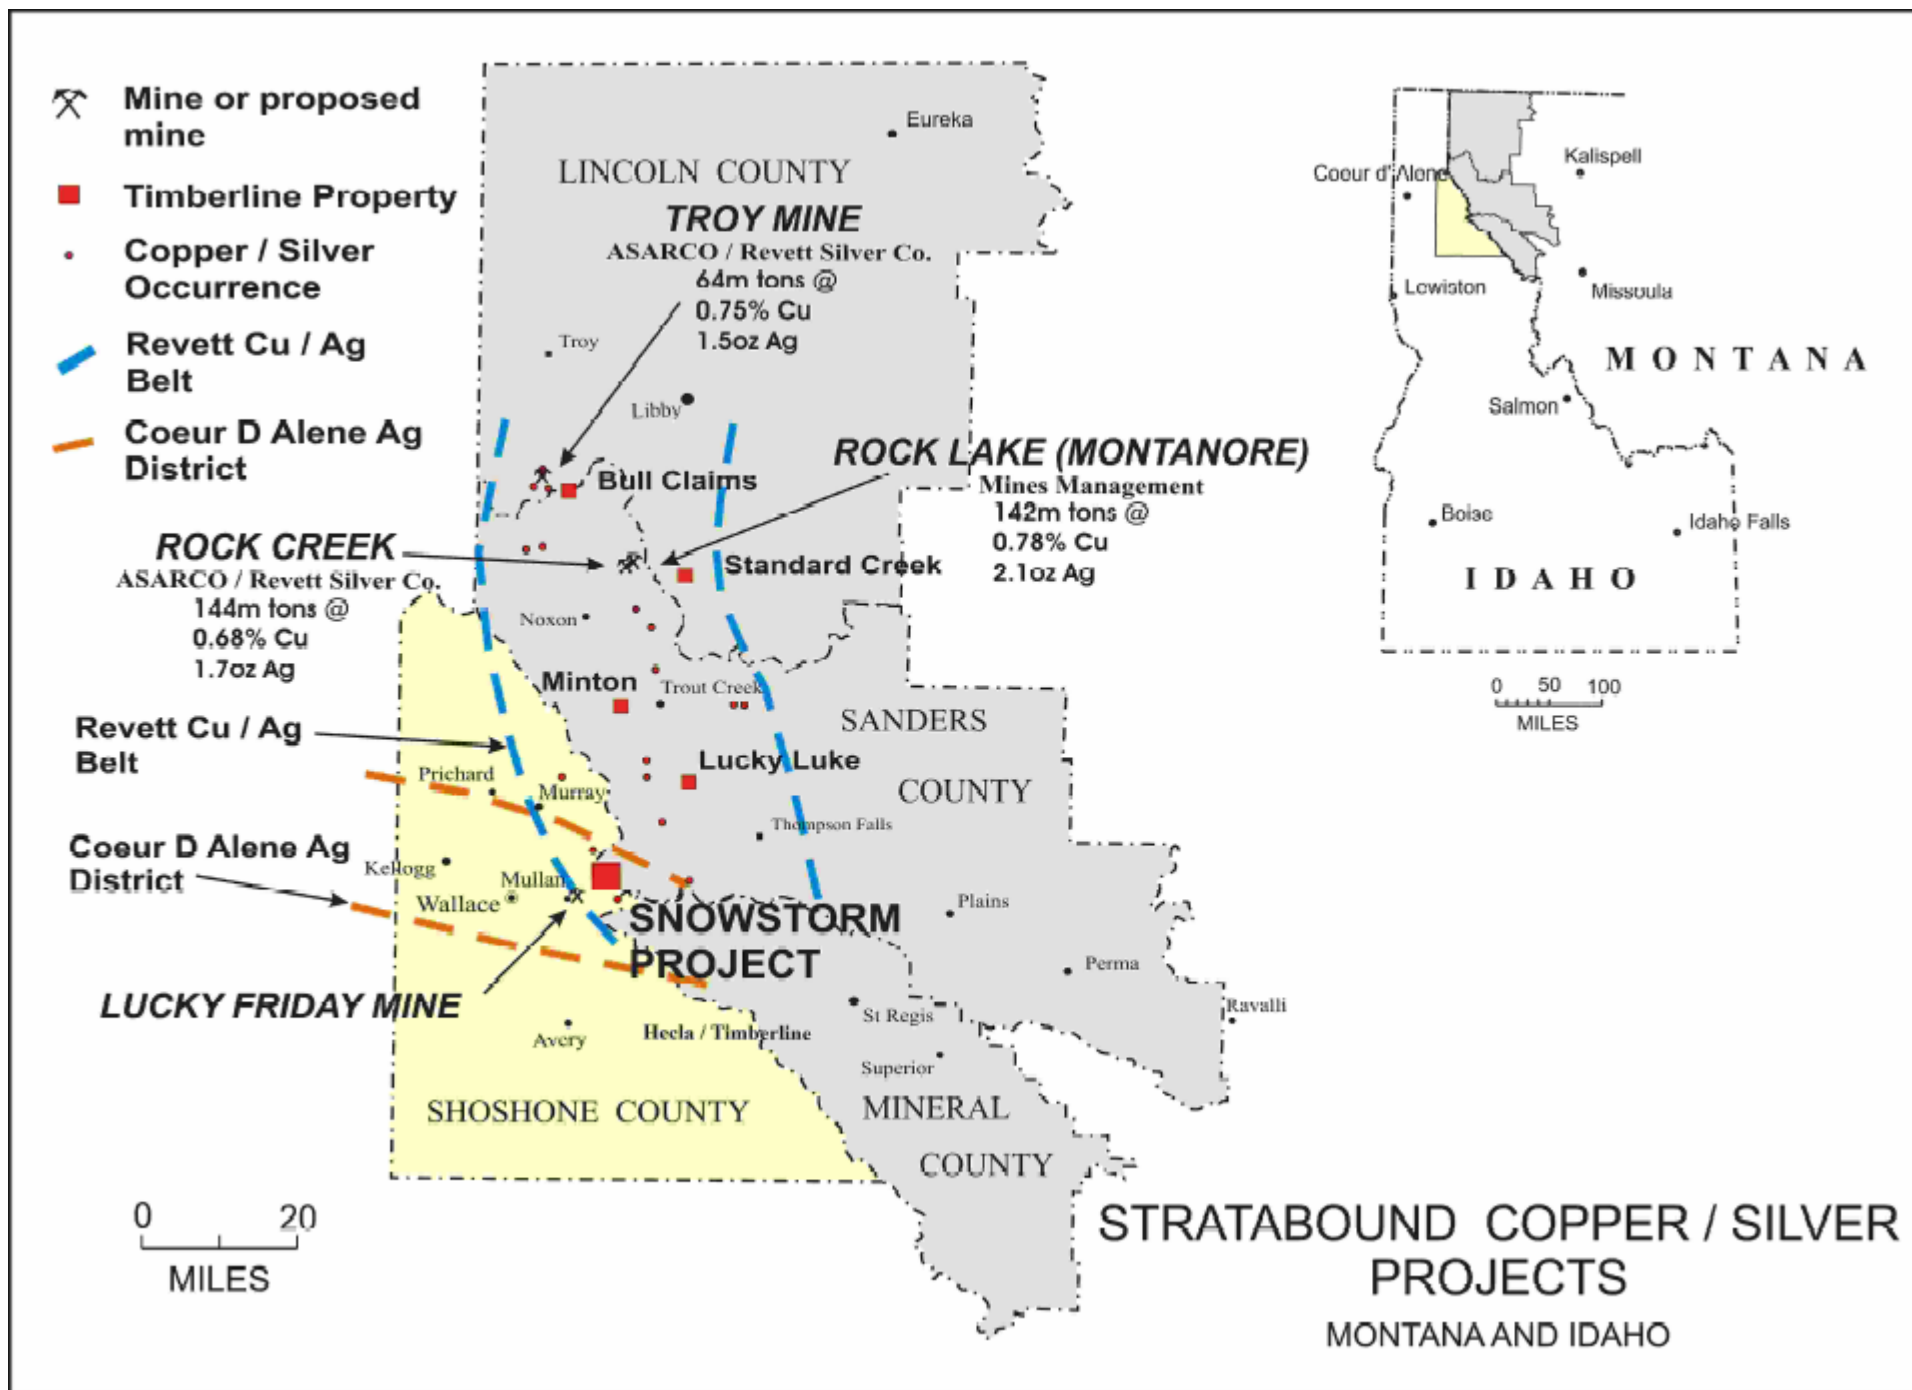 Mine or proposed
mine
Timberline Property
Copper / Silver
Occurrence
Revett Cu / Ag
Belt
Coeur D Alene Ag
District
Eureka
LINCOLN COUNTY
TROY MINE
ASARCO / Revett Silver Co.
64m tons @
0.75% Cu
1.5oz Ag
Troy
Libby
ROCK LAKE (MONTANORE)
Mines Management
142m tons @
0.78% Cu
2.1oz Ag
Bull Claims
ROCK CREEK
ASARCO / Revett Silver Co.
144m tons @
0.68% Cu
1.7oz Ag
Standard Creek
Noxon
Minton
Trout Creek
SANDERS
COUNTY
Revett Cu / Ag
Belt
Lucky Luke
Prichard
Murray
Thompson Falls
Coeur D Alene Ag
District
Kellogg
Mullan
Wallace
SNOWSTORM
PROJECT
Plains
Perma
Ravalli
LUCKY FRIDAY MINE
Avery
Hecla / Timberline
St Regis
Superior
SHOSHONE COUNTY
MINERAL
COUNTY
0 20
MILES
Kalispell
Coeur d' Alene
Lewiston
Missoula
MONTANA
Salmon
Boise
Idaho Falls
IDAHO
0 50 100
MILES
STRATABOUND COPPER / SILVER
PROJECTS
MONTANA AND IDAHO